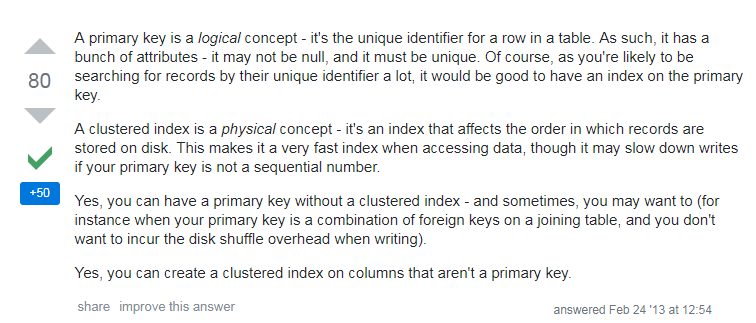 A primary key is a logical concept - it's the unique identifier for a row in a table. As such, it has a
bunch of attributes - it may not be null, and it must be unique. Of course, as you're likely to be
searching for records by their unique identifier a lot, it would be good to have an index on the primary
key.
80
A clustered index is a physical concept - it's an index that affects the order in which records are
stored on disk. This makes it a very fast index when accessing data, though it may slow down writes
if your primary key is not a sequential number.
+50
Yes, you can have a primary key without a clustered index - and sometimes, you may want to (for
instance when your primary key is a combination of foreign keys on a joining table, and you don't
want to incur the disk shuffle overhead when writing).
Yes, you can create a clustered index on columns that aren't a primary key.
share improve this answer
answered Feb 24 '13 at 12:54